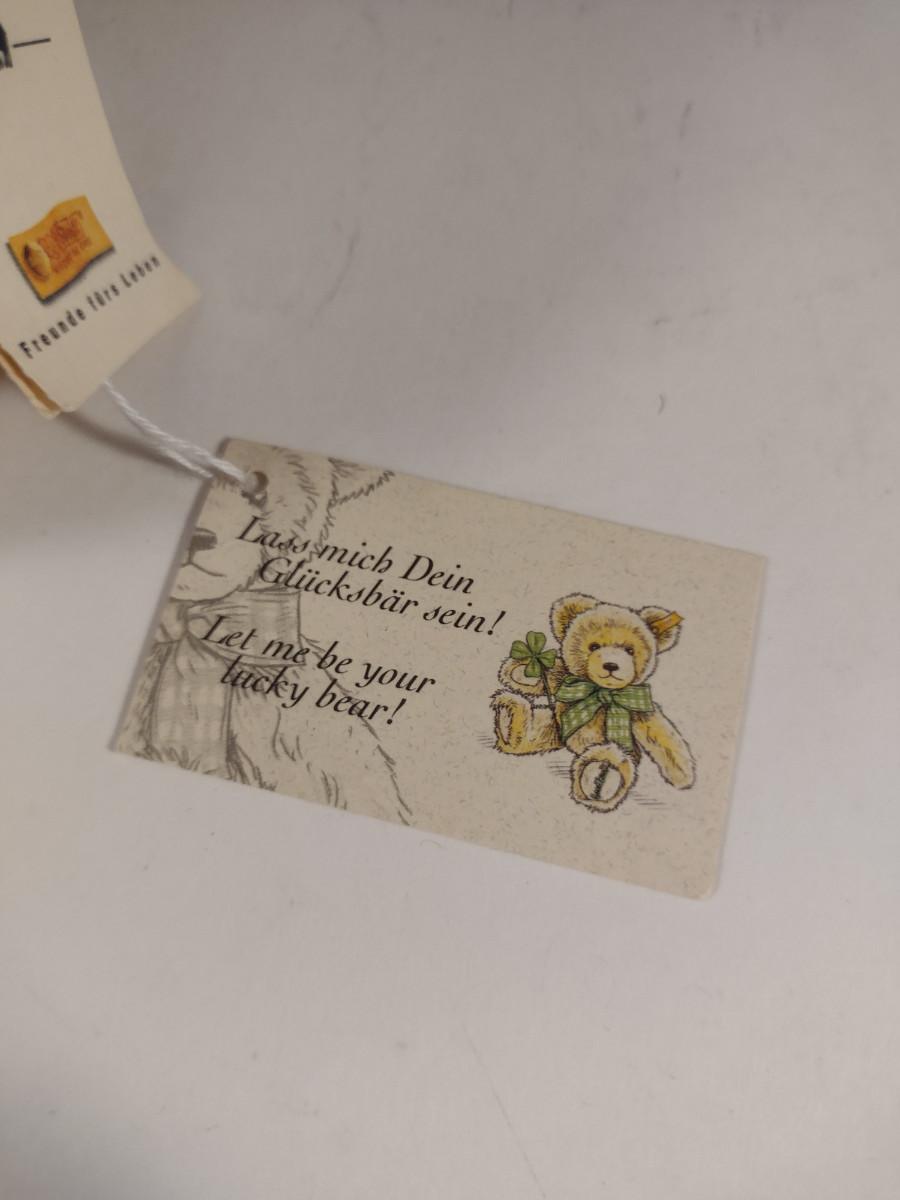 Freunde fürs Leben
Lass mich Dein
Glücksbär sein!
Let me be your
lucky bear!